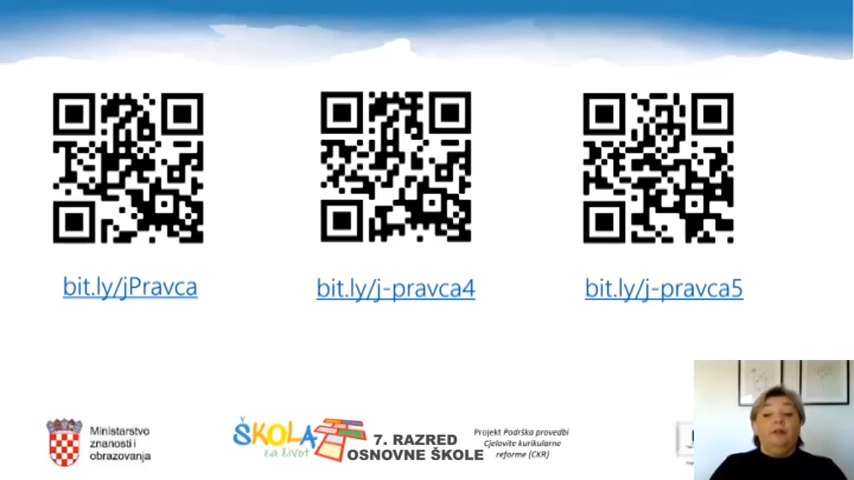 bit.ly/jPravca
bit.ly/j-pravca4
bit.ly/j-pravca5
Ministarstvo
znanosti i
obrazovanja
ŠKOLA
za život
7. RAZRED
OSNOVNE ŠKOLE
Projekt Podrška provedbi
Cjelovite kurikularne
reforme (CKR)